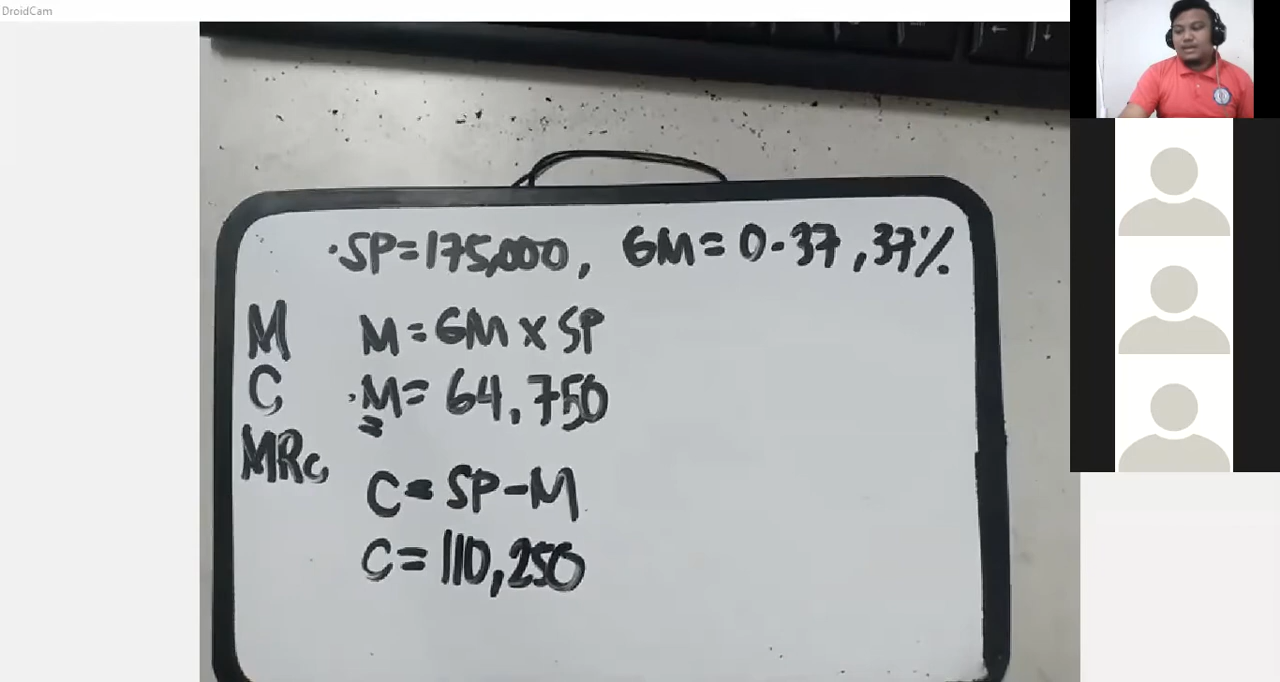 DroidCam
SP=175,000, GM=0.37, 37%
M
M=GM x SP
C
M=64,750
MRc
C=SP-M
C=110,250